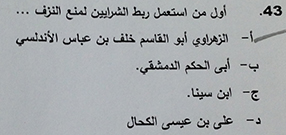 43. أول من استعمل ربط الشرايين لمنع النزف ...
أ- الزهراوي أبو القاسم خلف بن عباس الأندلسي
ب- أبى الحكم الدمشقي.
ج- ابن سينا.
د- على بن عيسى الكحال